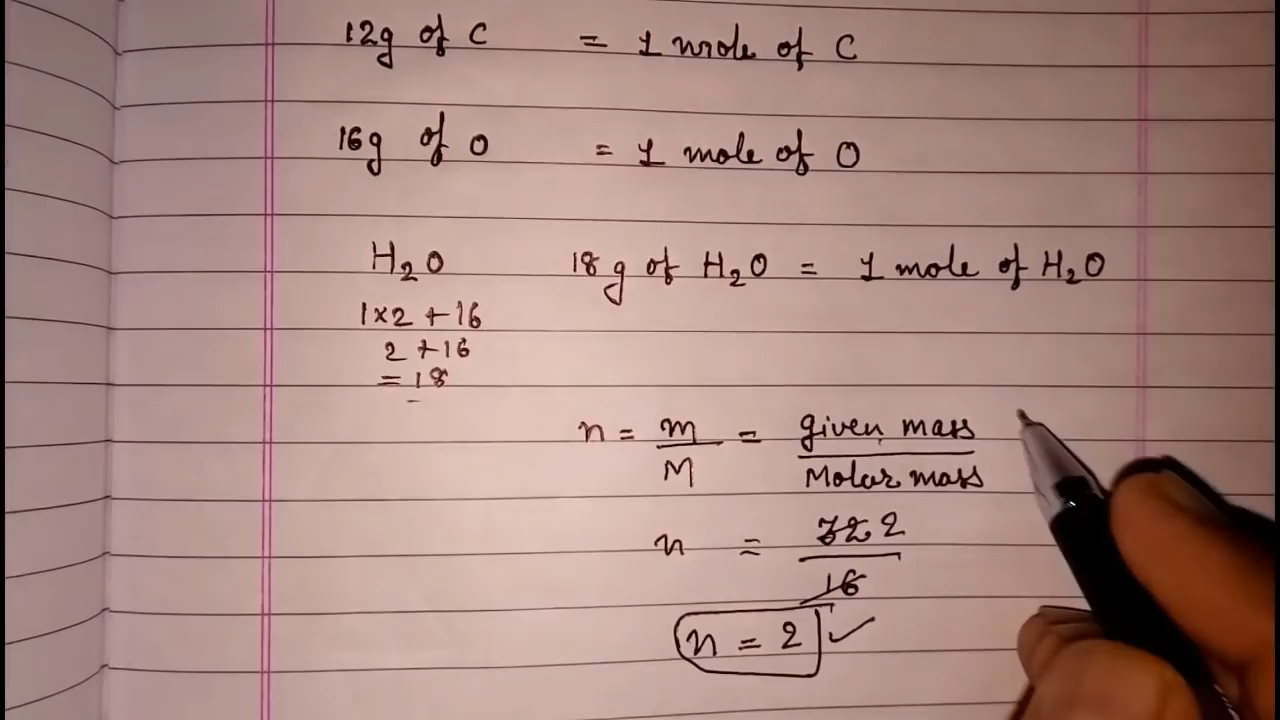 12g of C = 1 mole of C
16g of O = 1 mole of O
H₂O 18 g of H₂O = 1 mole of H₂O
1×2 +16
2 +16
= 18
n = m/M = given mass/Molar mass
n = 32 2/16
n = 2 ✓